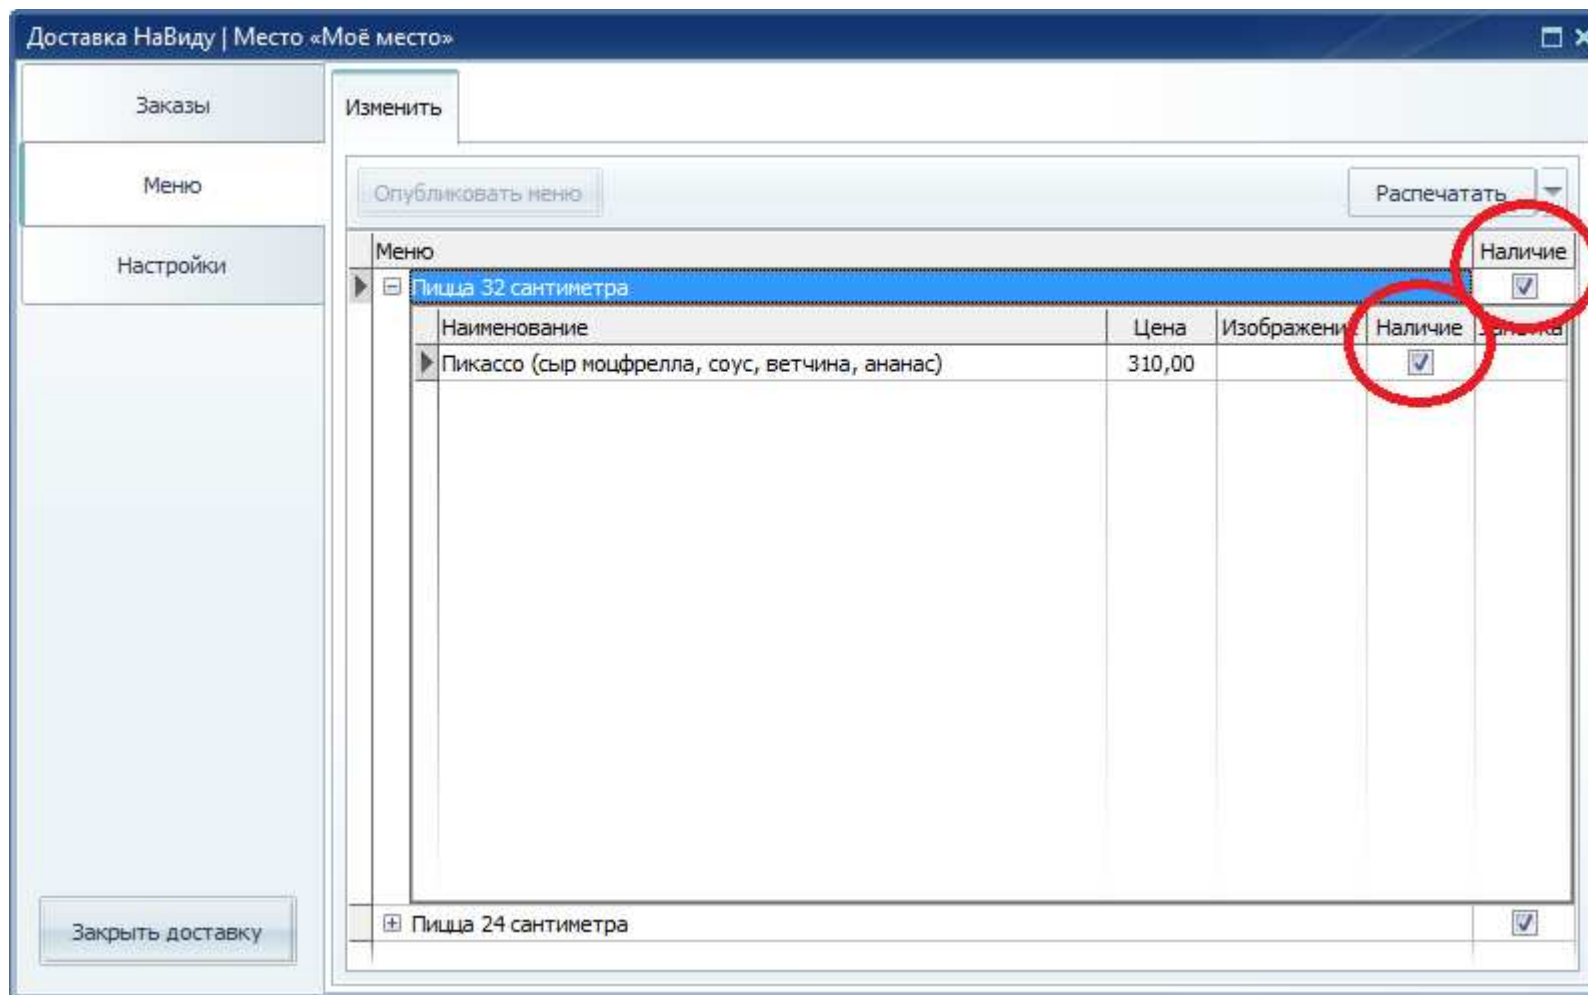 Доставка НаВиду | Место «Моё место»
Заказы
Изменить
Меню
Опубликовать меню
Распечатать
Настройки
Меню
Наличие
Пицца 32 сантиметра
Наименование Цена Изображение Наличие
Пикассо (сыр моцфрелла, соус, ветчина, ананас) 310,00
Пицца 24 сантиметра
Закрыть доставку